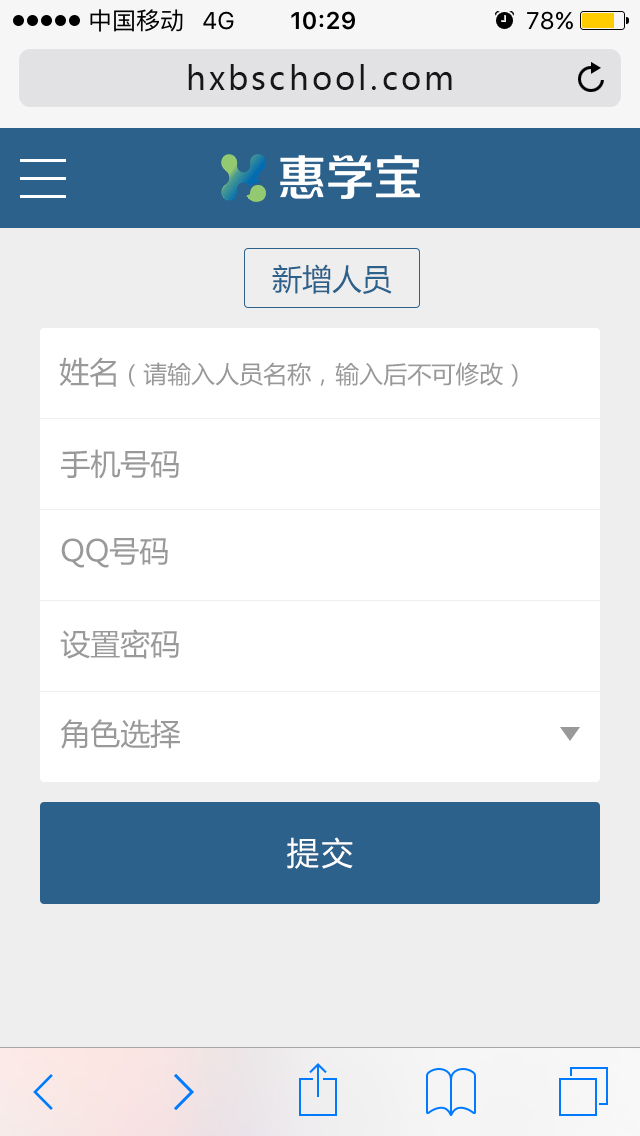 中国移动 4G 10:29 78%
hxbschool.com
惠学宝
新增人员
姓名（请输入人员名称，输入后不可修改）
手机号码
QQ号码
设置密码
角色选择
提交